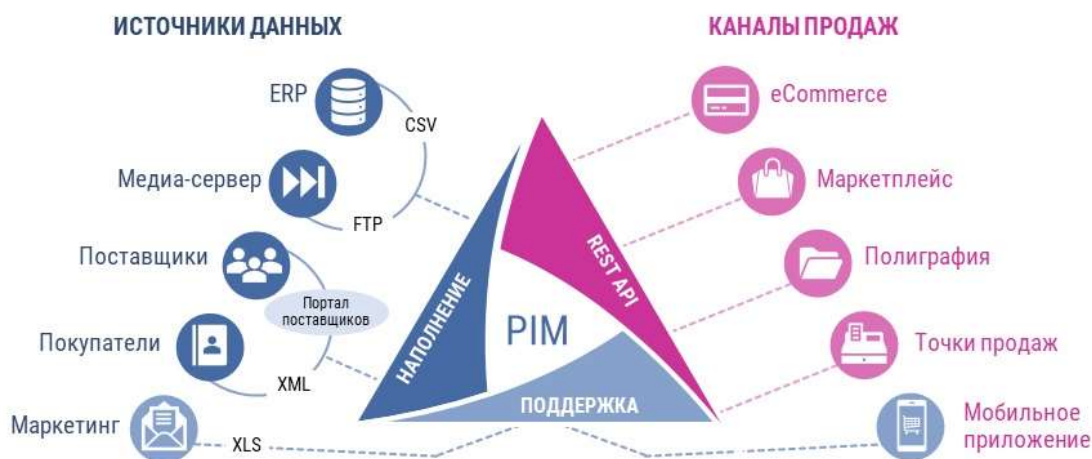 ИСТОЧНИКИ ДАННЫХ
КАНАЛЫ ПРОДАЖ
ERP
CSV
Медиа-сервер
FTP
Поставщики
Портал
поставщиков
Покупатели
XML
Маркетинг
XLS
НАПОЛНЕНИЕ
REST API
PIM
ПОДДЕРЖКА
eCommerce
Маркетплейс
Полиграфия
Точки продаж
Мобильное
приложение